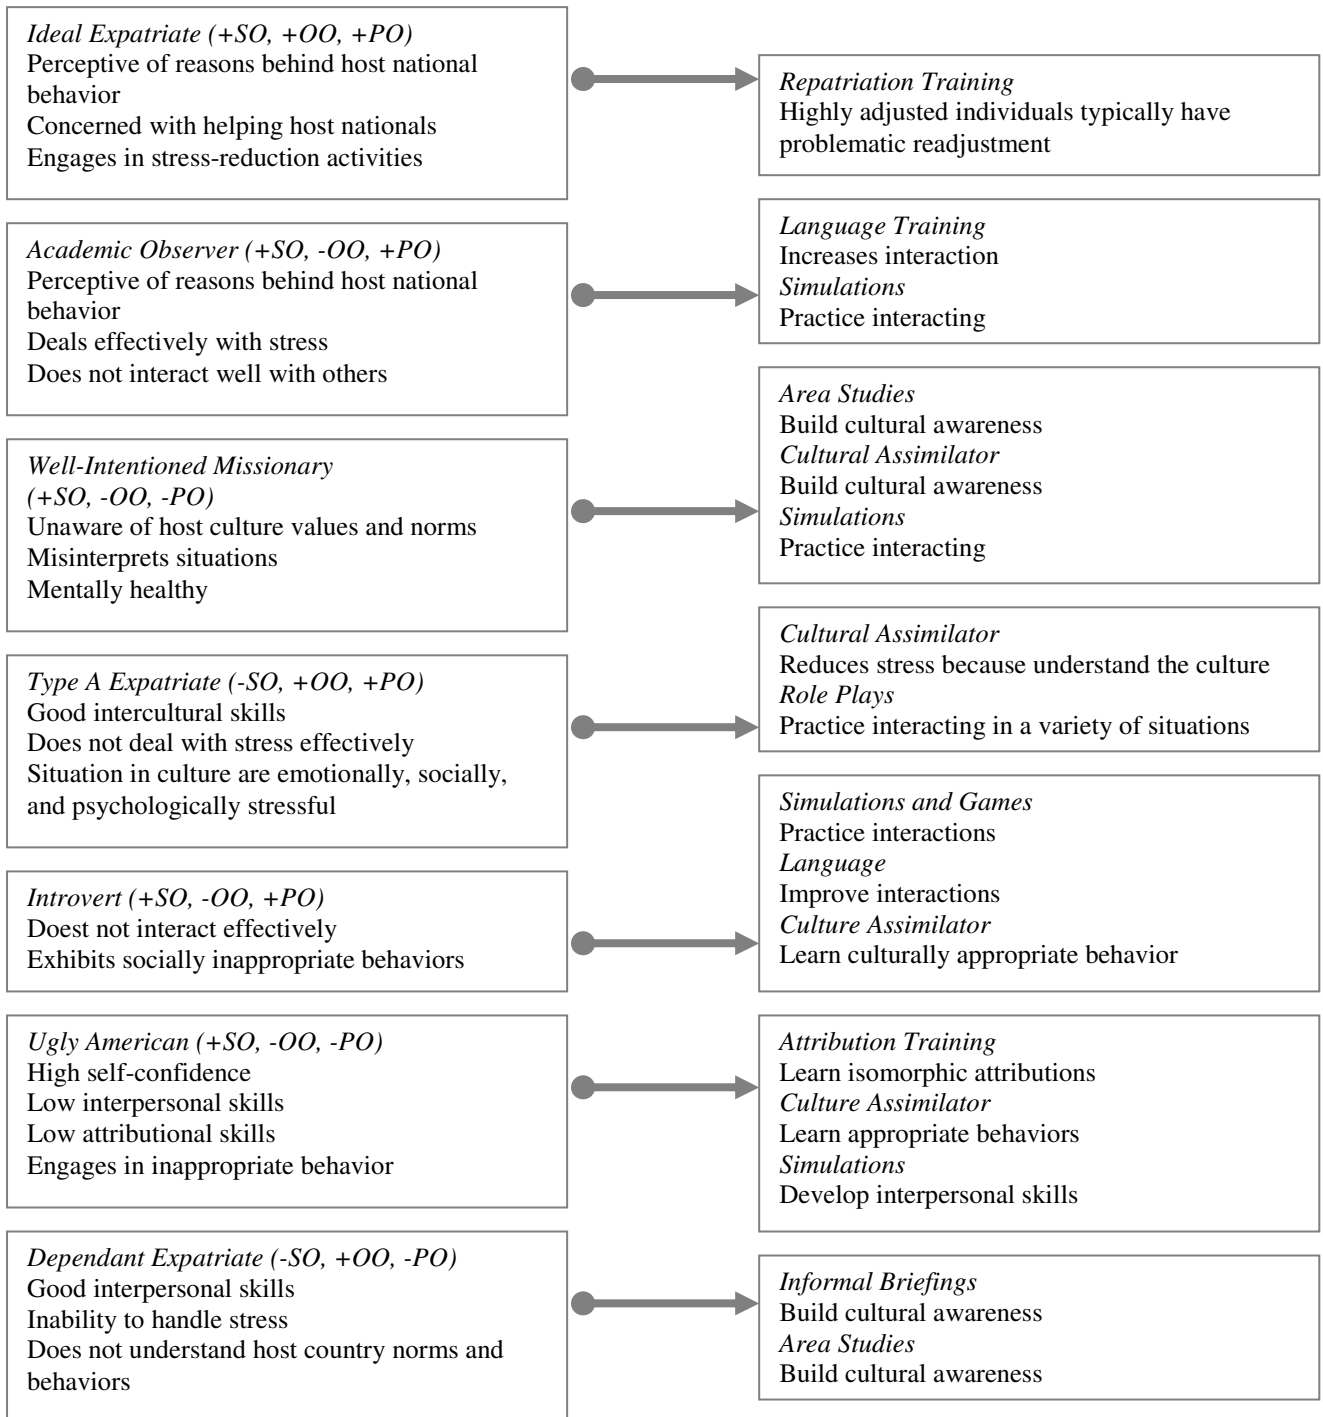 Ideal Expatriate (+SO, +OO, +PO)
Perceptive of reasons behind host national
behavior
Concerned with helping host nationals
Engages in stress-reduction activities
Repatriation Training
Highly adjusted individuals typically have
problematic readjustment
Academic Observer (+SO, -OO, +PO)
Perceptive of reasons behind host national
behavior
Deals effectively with stress
Does not interact well with others
Language Training
Increases interaction
Simulations
Practice interacting
Well-Intentioned Missionary
(+SO, -OO, -PO)
Unaware of host culture values and norms
Misinterprets situations
Mentally healthy
Area Studies
Build cultural awareness
Cultural Assimilator
Build cultural awareness
Simulations
Practice interacting
Type A Expatriate (-SO, +OO, +PO)
Good intercultural skills
Does not deal with stress effectively
Situation in culture are emotionally, socially,
and psychologically stressful
Cultural Assimilator
Reduces stress because understand the culture
Role Plays
Practice interacting in a variety of situations
Introvert (+SO, -OO, +PO)
Doest not interact effectively
Exhibits socially inappropriate behaviors
Simulations and Games
Practice interactions
Language
Improve interactions
Culture Assimilator
Learn culturally appropriate behavior
Ugly American (+SO, -OO, -PO)
High self-confidence
Low interpersonal skills
Low attributional skills
Engages in inappropriate behavior
Attribution Training
Learn isomorphic attributions
Culture Assimilator
Learn appropriate behaviors
Simulations
Develop interpersonal skills
Dependant Expatriate (-SO, +OO, -PO)
Good interpersonal skills
Inability to handle stress
Does not understand host country norms and
behaviors
Informal Briefings
Build cultural awareness
Area Studies
Build cultural awareness